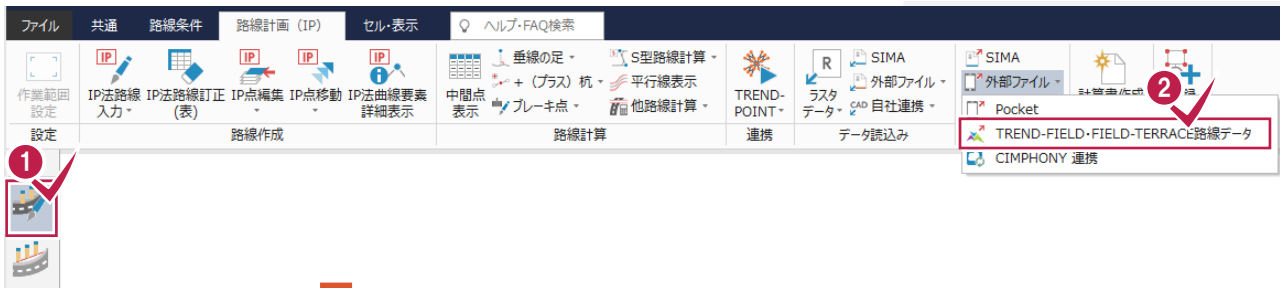 ファイル 共通 路線条件 路線計画（IP） セル・表示 ヘルプ・FAQ検索
作業範囲
設定
IP
IP法路線
入力
IP法路線訂正
（表）
IP
IP点編集
IP
IP点移動
IP
IP法曲線要素
詳細表示
中間点
表示
垂線の足
＋（プラス）杭
ブレーキ点
S型路線計算
平行線表示
他路線計算
TREND-
POINT
R
ラスタ
データ
SIMA
外部ファイル
CAD 自社連携
SIMA
外部ファイル
設定 路線作成 路線計算 連携 データ読込み
Pocket
TREND-FIELD・FIELD-TERRACE路線データ
CIMPHONY 連携
1
2